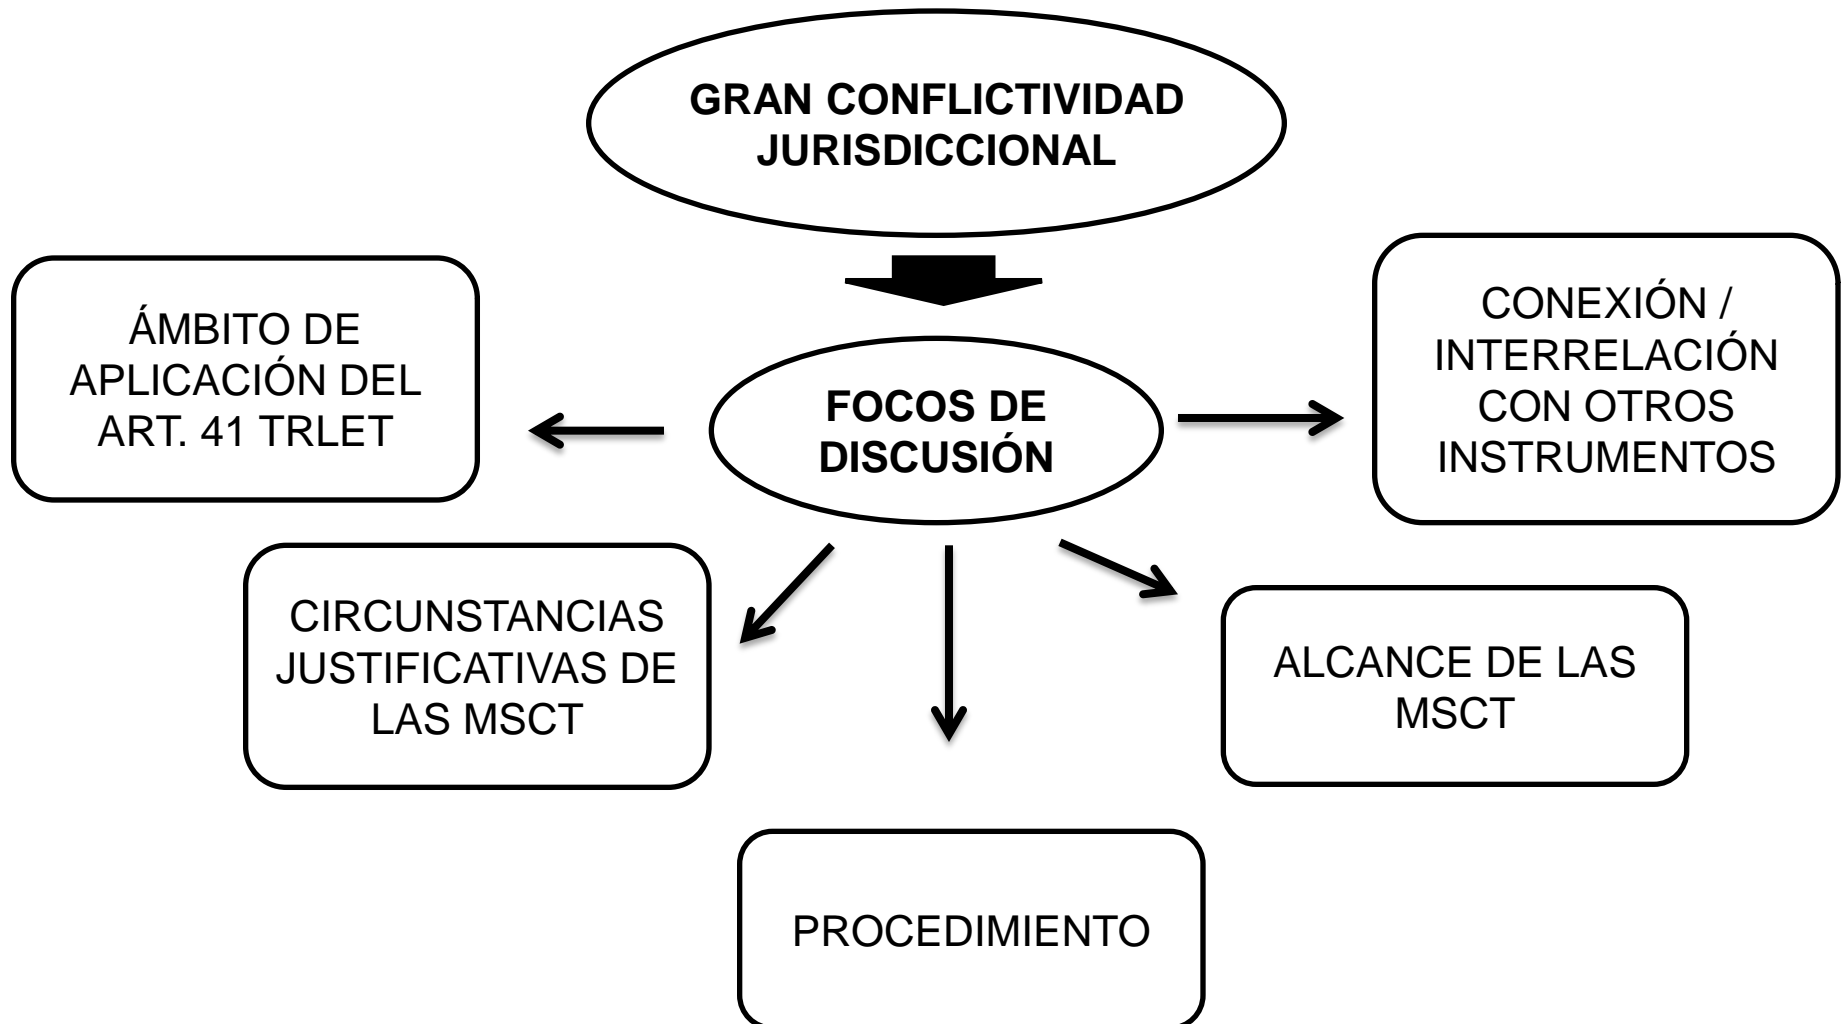 GRAN CONFLICTIVIDAD
JURISDICCIONAL
ÁMBITO DE
APLICACIÓN DEL
ART. 41 TRLET
FOCOS DE
DISCUSIÓN
CONEXIÓN /
INTERRELACIÓN
CON OTROS
INSTRUMENTOS
CIRCUNSTANCIAS
JUSTIFICATIVAS DE
LAS MSCT
ALCANCE DE LAS
MSCT
PROCEDIMIENTO